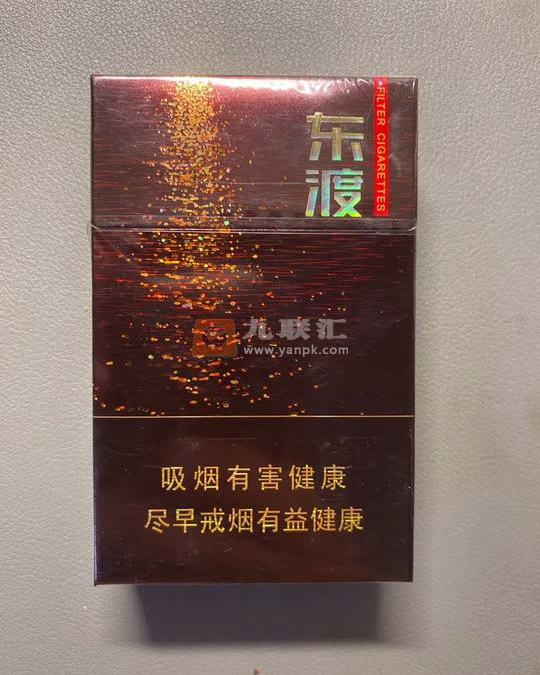 东渡
FILTER CIGARETTES
九联汇
www.yanpk.com
吸烟有害健康
尽早戒烟有益健康